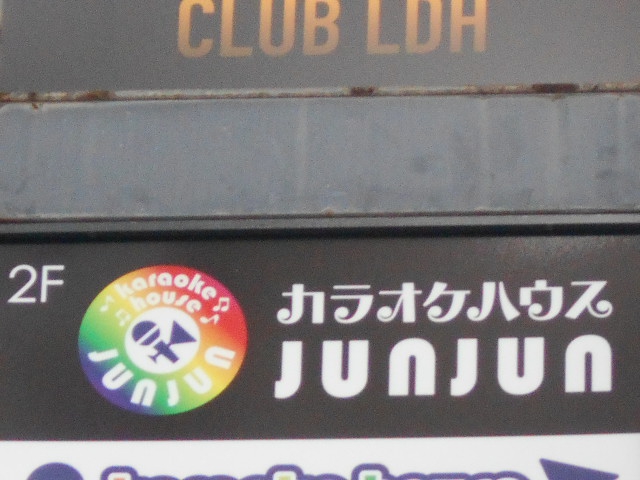 CLUB LDH
2F
karaoke
house
JUNJUN
カラオケハウス
JUNJUN